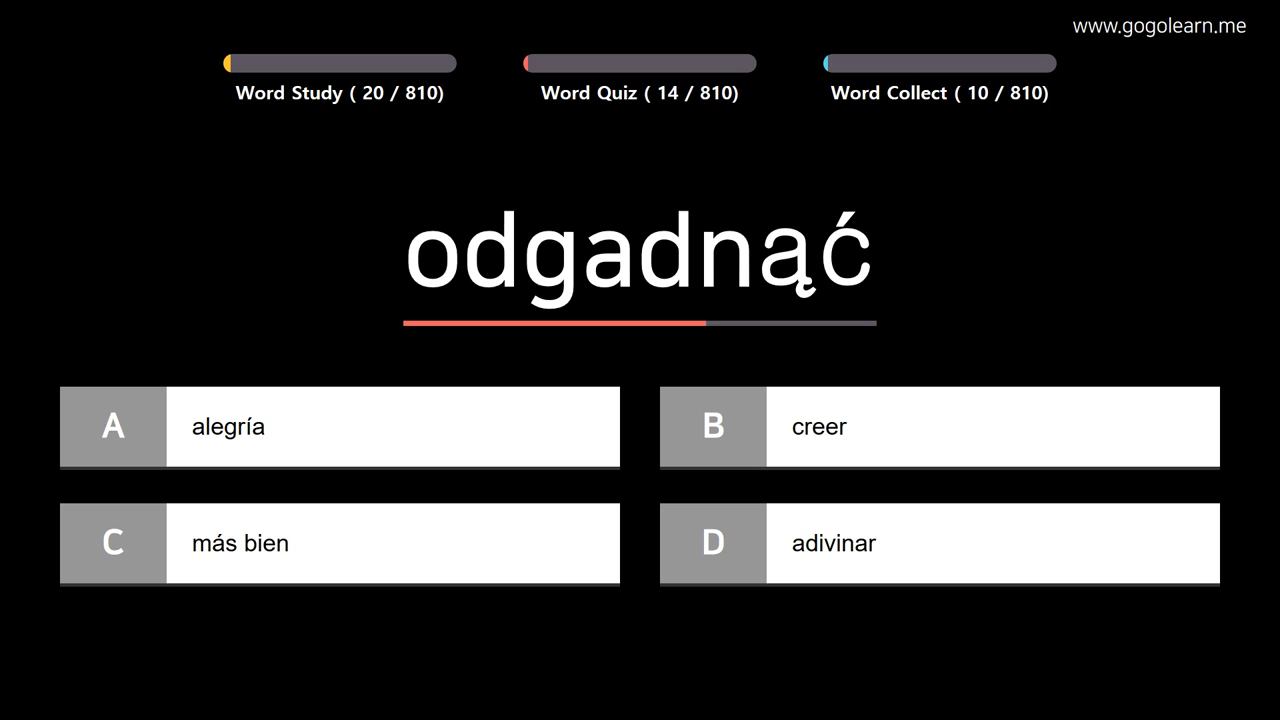 www.gogolearn.me
Word Study ( 20 / 810)
Word Quiz ( 14 / 810)
Word Collect ( 10 / 810)
odgadnąć
A alegría
B creer
C más bien
D adivinar